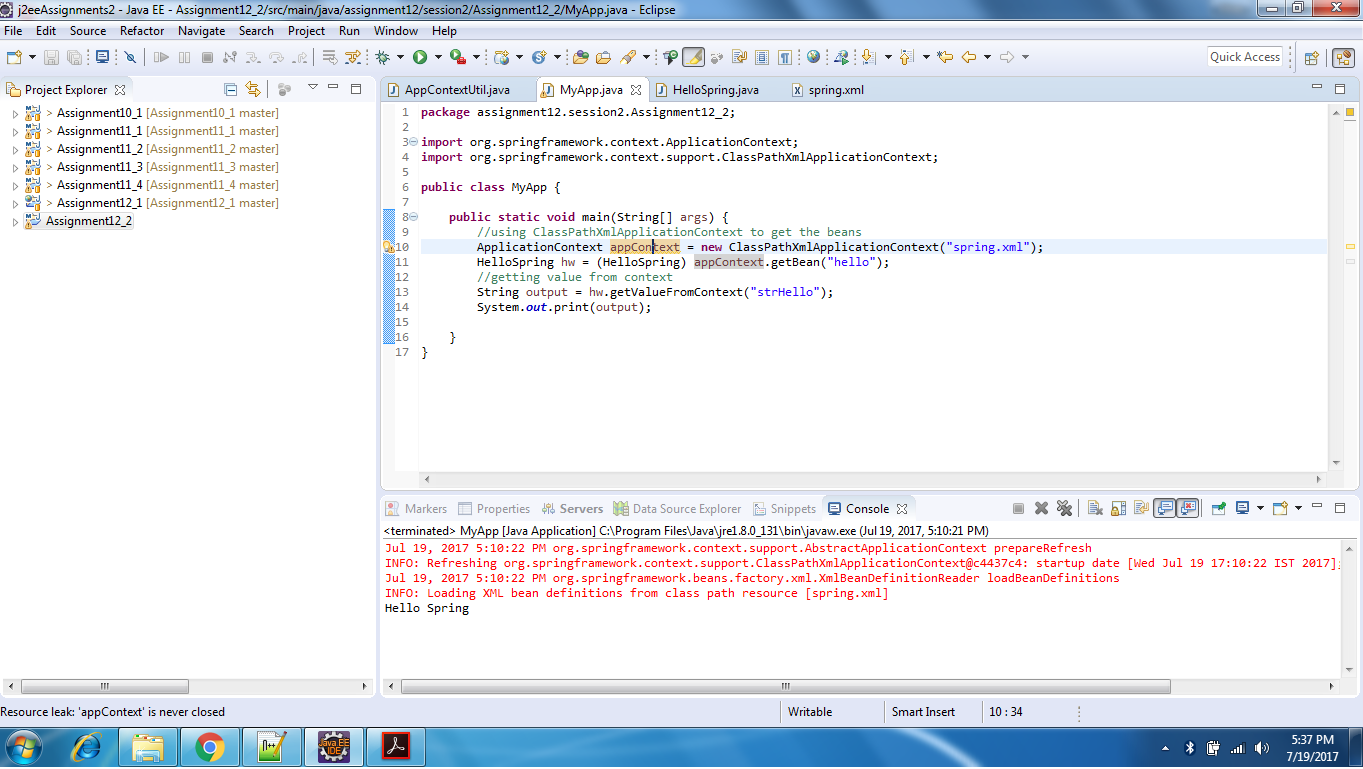 j2eeAssignments2 - Java EE - Assignment12_2/src/main/java/assignment12/session2/Assignment12_2/MyApp.java - Eclipse
File Edit Source Refactor Navigate Search Project Run Window Help
Quick Access
Project Explorer
> Assignment10_1 [Assignment10_1 master]
> Assignment11_1 [Assignment11_1 master]
> Assignment11_2 [Assignment11_2 master]
> Assignment11_3 [Assignment11_3 master]
> Assignment11_4 [Assignment11_4 master]
> Assignment12_1 [Assignment12_1 master]
Assignment12_2
AppContextUtil.java MyApp.java HelloSpring.java spring.xml
1 package assignment12.session2.Assignment12_2;
2
3 import org.springframework.context.ApplicationContext;
4 import org.springframework.context.support.ClassPathXmlApplicationContext;
5
6 public class MyApp {
7
8 public static void main(String[] args) {
9 //using ClassPathXmlApplicationContext to get the beans
10 ApplicationContext appContext = new ClassPathXmlApplicationContext("spring.xml");
11 HelloSpring hw = (HelloSpring) appContext.getBean("hello");
12 //getting value from context
13 String output = hw.getValueFromContext("strHello");
14 System.out.print(output);
15
16 }
17 }
Markers Properties Servers Data Source Explorer Snippets Console
<terminated> MyApp [Java Application] C:\Program Files\Java\jre1.8.0_131\bin\javaw.exe (Jul 19, 2017, 5:10:21 PM)
Jul 19, 2017 5:10:22 PM org.springframework.context.support.AbstractApplicationContext prepareRefresh
INFO: Refreshing org.springframework.context.support.ClassPathXmlApplicationContext@c4437c4: startup date [Wed Jul 19 17:10:22 IST 2017];
Jul 19, 2017 5:10:22 PM org.springframework.beans.factory.xml.XmlBeanDefinitionReader loadBeanDefinitions
INFO: Loading XML bean definitions from class path resource [spring.xml]
Hello Spring
Resource leak: 'appContext' is never closed
Writable Smart Insert 10 : 34
Java EE IDE
5:37 PM
7/19/2017